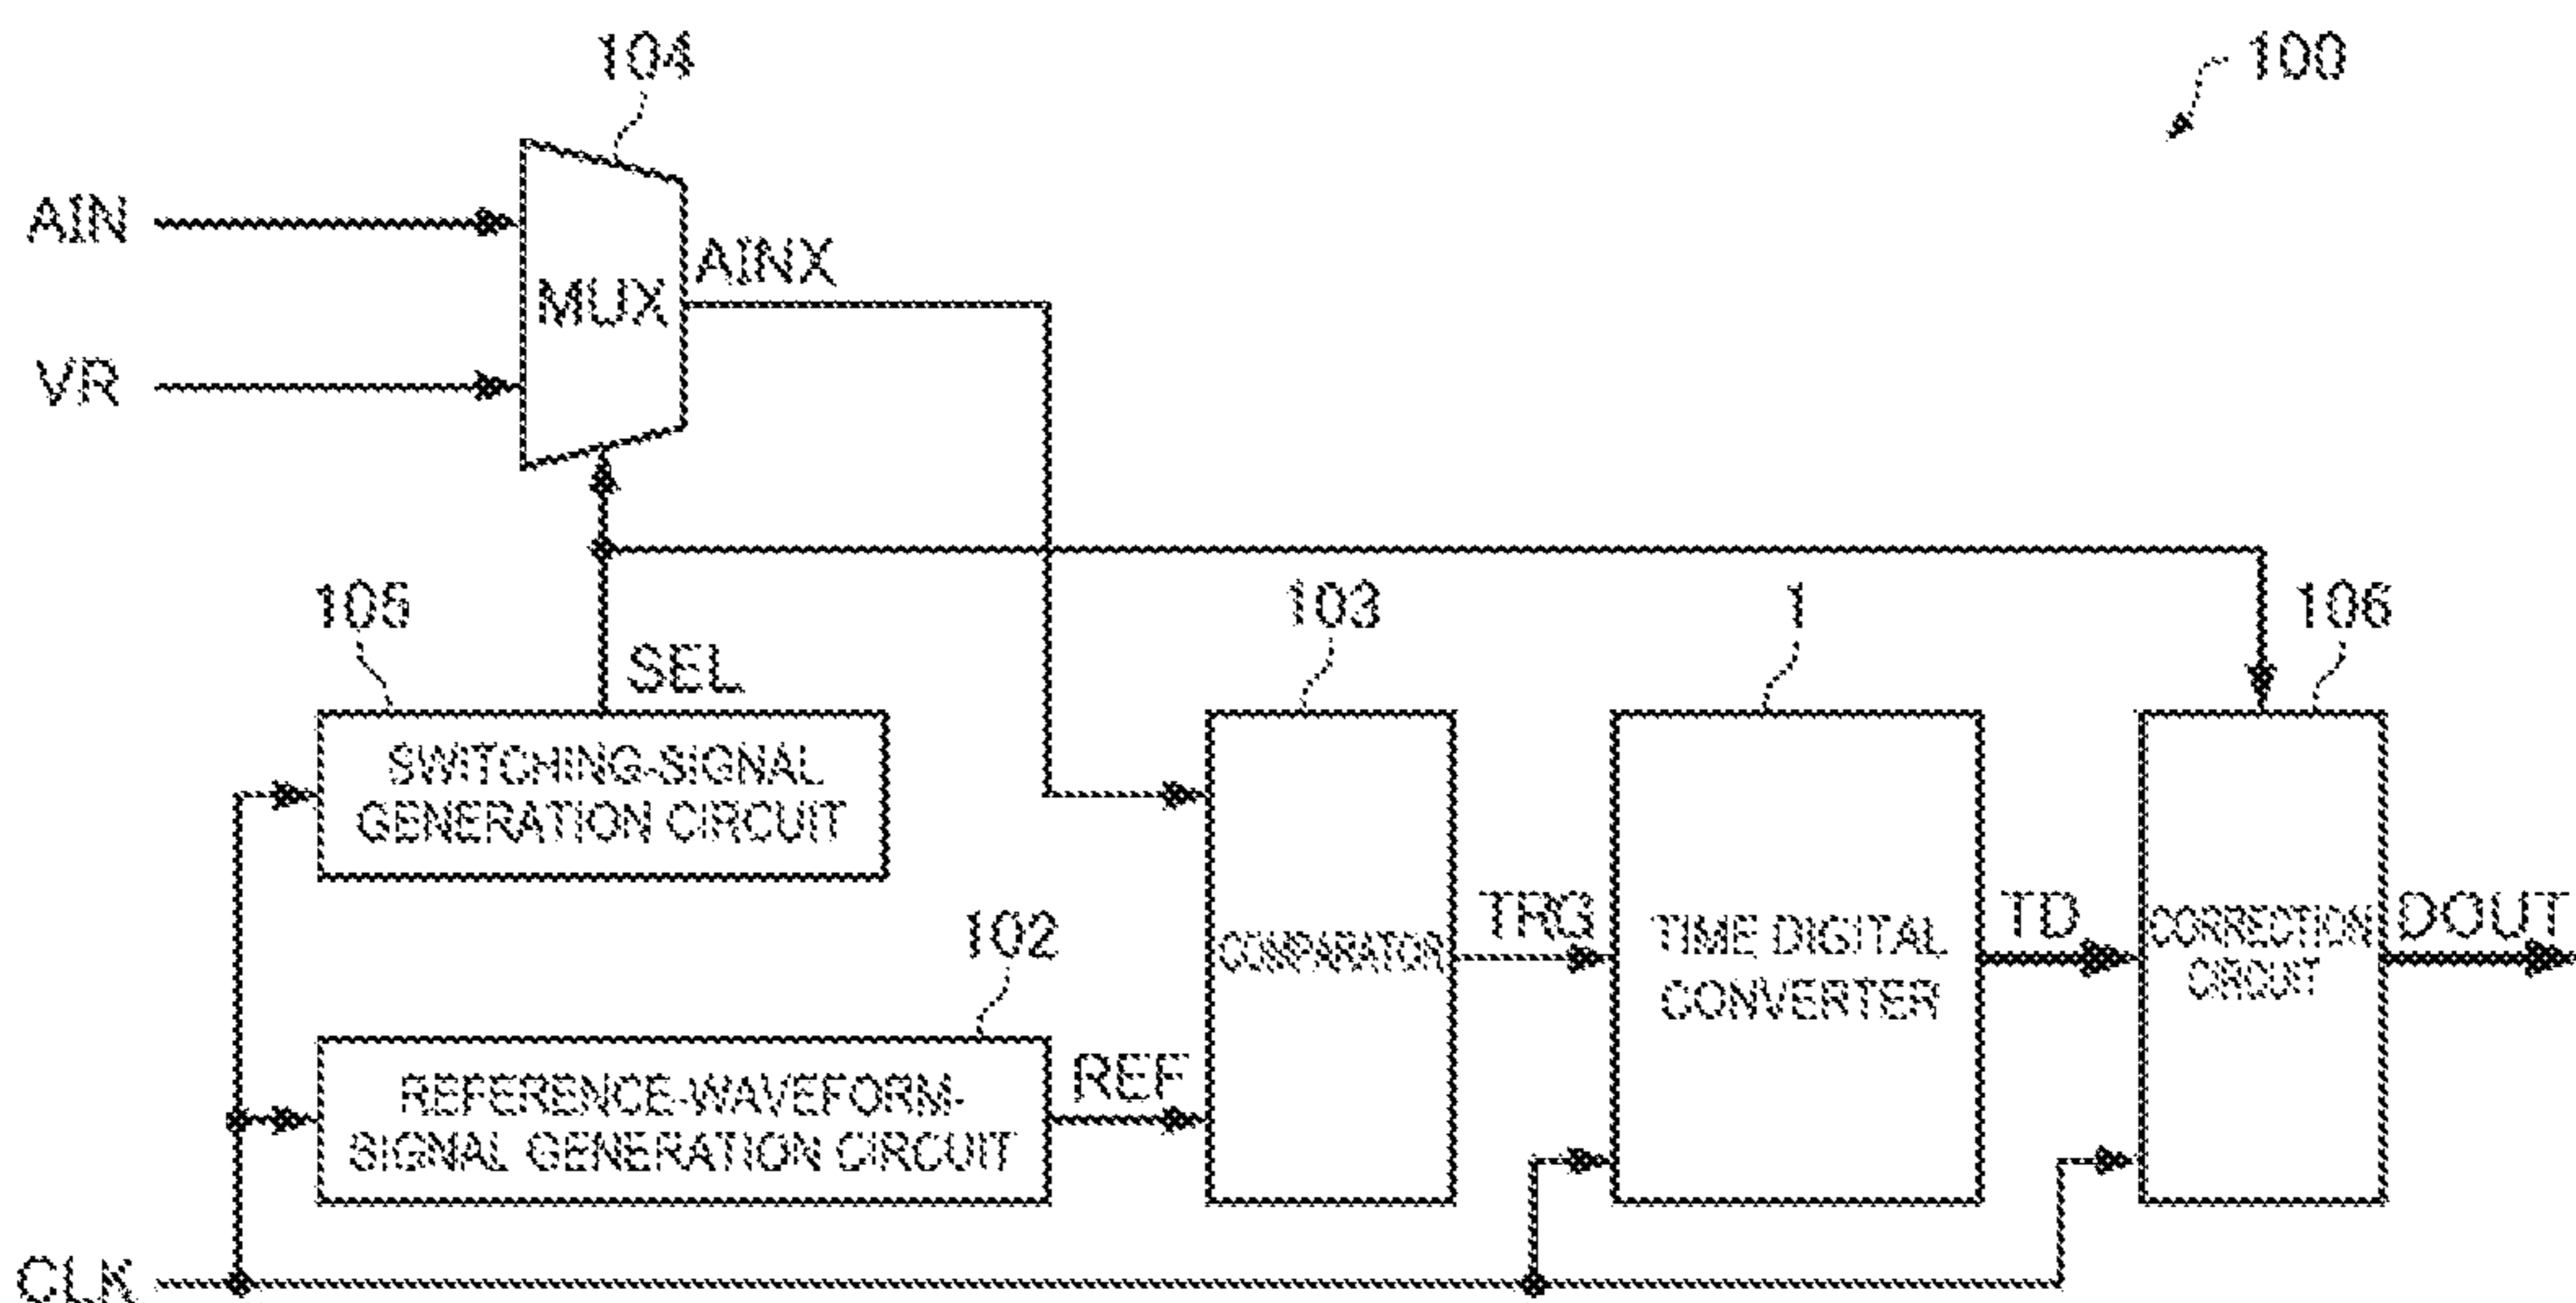 104
100
AIN
MUX
AINX
VR
105
SEL
103
1
106
SWITCHING-SIGNAL
GENERATION CIRCUIT
102
COMPARATOR
TRG
TIME DIGITAL
CONVERTER
TD
CORRECTION
CIRCUIT
DOUT
REFERENCE-WAVEFORM-
SIGNAL GENERATION CIRCUIT
REF
CLK